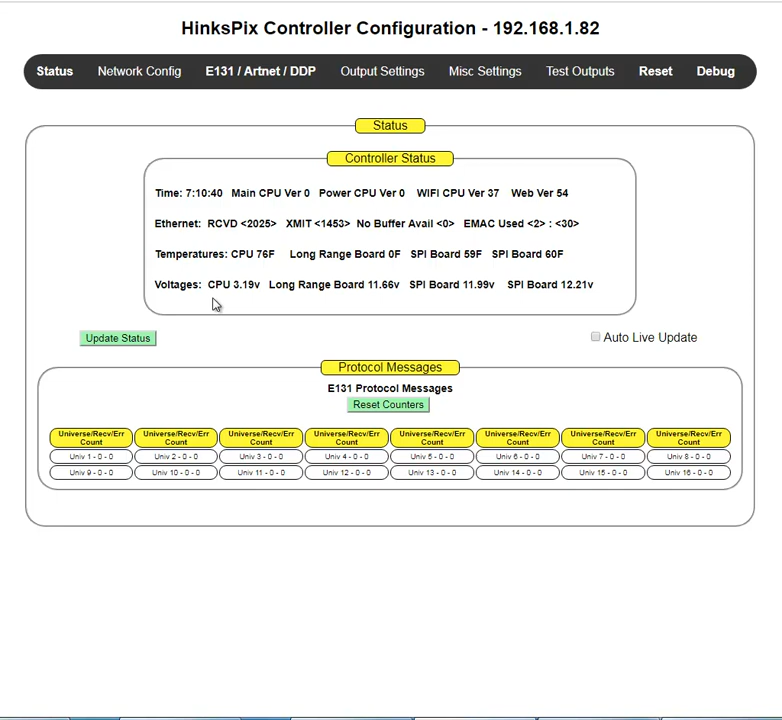 HinksPix Controller Configuration - 192.168.1.82
Status Network Config E131 / Artnet / DDP Output Settings Misc Settings Test Outputs Reset Debug
Status
Controller Status
Time: 7:10:40 Main CPU Ver 0 Power CPU Ver 0 WIFI CPU Ver 37 Web Ver 54
Ethernet: RCVD <2025> XMIT <1453> No Buffer Avail <0> EMAC Used <2> : <30>
Temperatures: CPU 76F Long Range Board 0F SPI Board 59F SPI Board 60F
Voltages: CPU 3.19v Long Range Board 11.66v SPI Board 11.99v SPI Board 12.21v
Update Status Auto Live Update
Protocol Messages
E131 Protocol Messages
Reset Counters
Universe/Recv/Err Universe/Recv/Err Universe/Recv/Err Universe/Recv/Err Universe/Recv/Err Universe/Recv/Err Universe/Recv/Err Universe/Recv/Err
Count Count Count Count Count Count Count Count
Univ 1 - 0 - 0 Univ 2 - 0 - 0 Univ 3 - 0 - 0 Univ 4 - 0 - 0 Univ 5 - 0 - 0 Univ 6 - 0 - 0 Univ 7 - 0 - 0 Univ 8 - 0 - 0
Univ 9 - 0 - 0 Univ 10 - 0 - 0 Univ 11 - 0 - 0 Univ 12 - 0 - 0 Univ 13 - 0 - 0 Univ 14 - 0 - 0 Univ 15 - 0 - 0 Univ 16 - 0 - 0